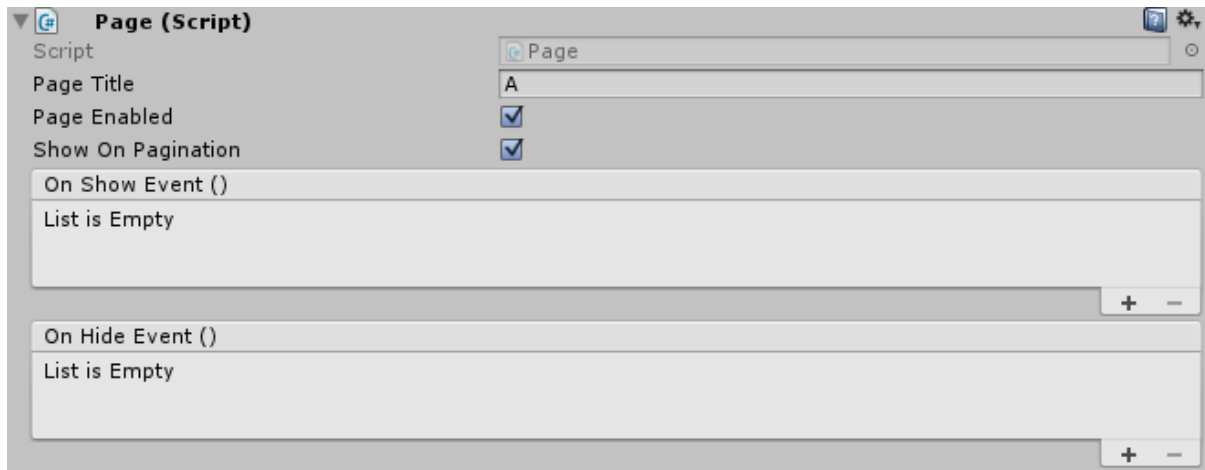 Page (Script)
Script Page
Page Title A
Page Enabled
Show On Pagination
On Show Event ()
List is Empty
+ −
On Hide Event ()
List is Empty
+ −